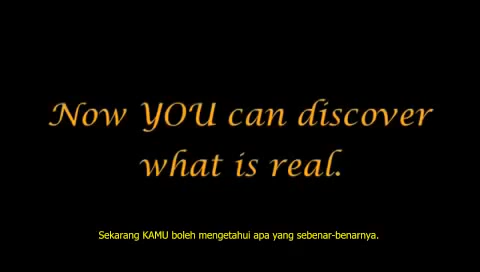 Now YOU can discover
what is real.
Sekarang KAMU boleh mengetahui apa yang sebenar-benarnya.